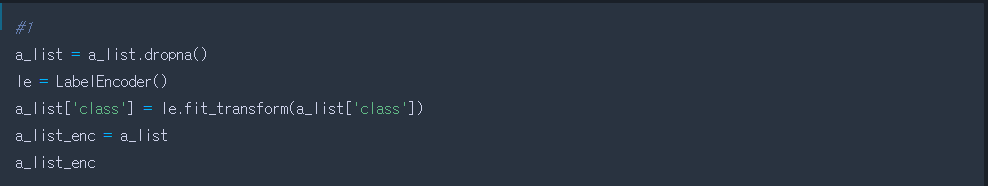 #1
a_list = a_list.dropna()
le = LabelEncoder()
a_list['class'] = le.fit_transform(a_list['class'])
a_list_enc = a_list
a_list_enc